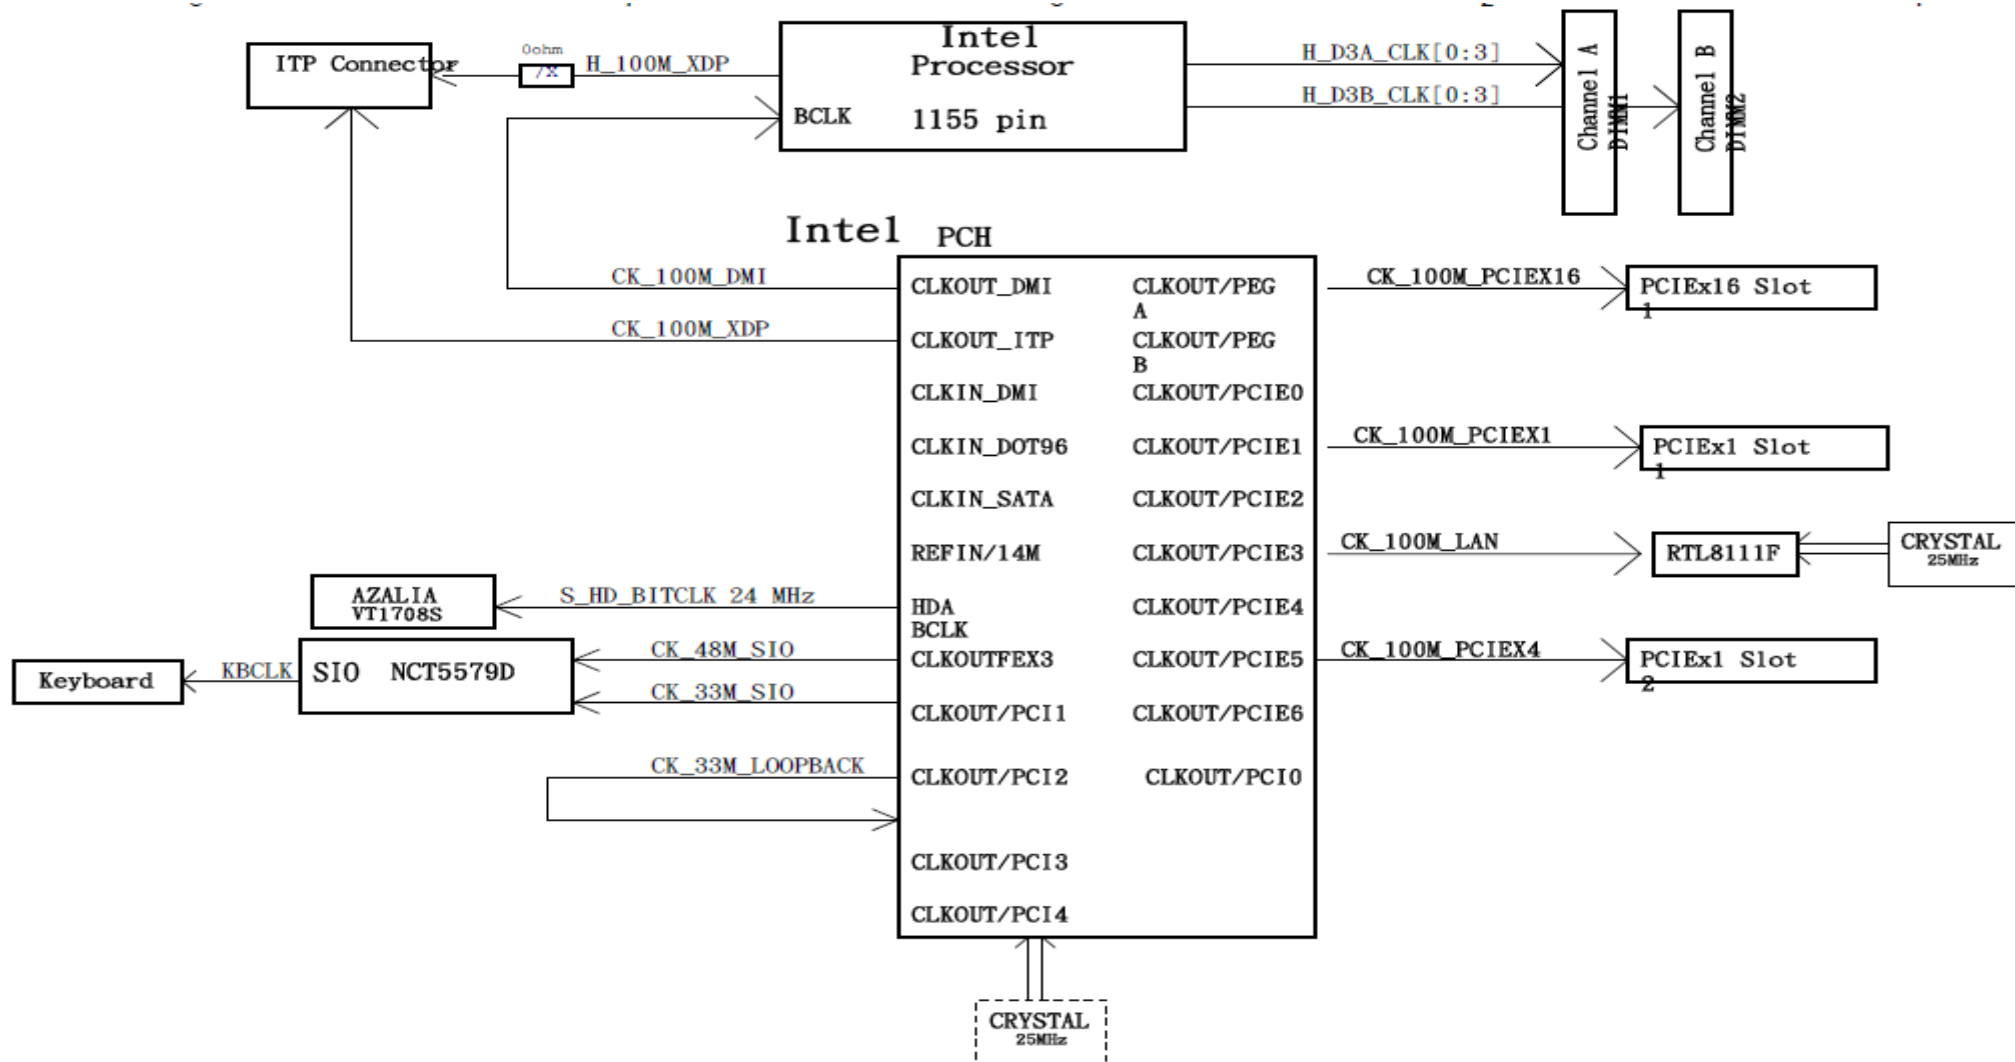 Intel
Processor
1155 pin
BCLK
ITP Connector
0ohm
/X
H_100M_XDP
H_D3A_CLK[0:3]
H_D3B_CLK[0:3]
Channel A
DIMM1
Channel B
DIMM2
Intel PCH
CK_100M_DMI
CK_100M_XDP
CLKOUT_DMI
CLKOUT_ITP
CLKIN_DMI
CLKIN_DOT96
CLKIN_SATA
REFIN/14M
HDA
BCLK
CLKOUTFEX3
CLKOUT/PCI1
CLKOUT/PCI2
CLKOUT/PCI3
CLKOUT/PCI4
CLKOUT/PEG
A
CLKOUT/PEG
B
CLKOUT/PCIE0
CLKOUT/PCIE1
CLKOUT/PCIE2
CLKOUT/PCIE3
CLKOUT/PCIE4
CLKOUT/PCIE5
CLKOUT/PCIE6
CLKOUT/PCI0
CK_100M_PCIEX16
PCIEx16 Slot
1
CK_100M_PCIEX1
PCIEx1 Slot
1
CK_100M_LAN
RTL8111F
CRYSTAL
25MHz
CK_100M_PCIEX4
PCIEx1 Slot
2
AZALIA
VT1708S
S_HD_BITCLK 24 MHz
Keyboard
KBCLK
SIO NCT5579D
CK_48M_SIO
CK_33M_SIO
CK_33M_LOOPBACK
CRYSTAL
25MHz